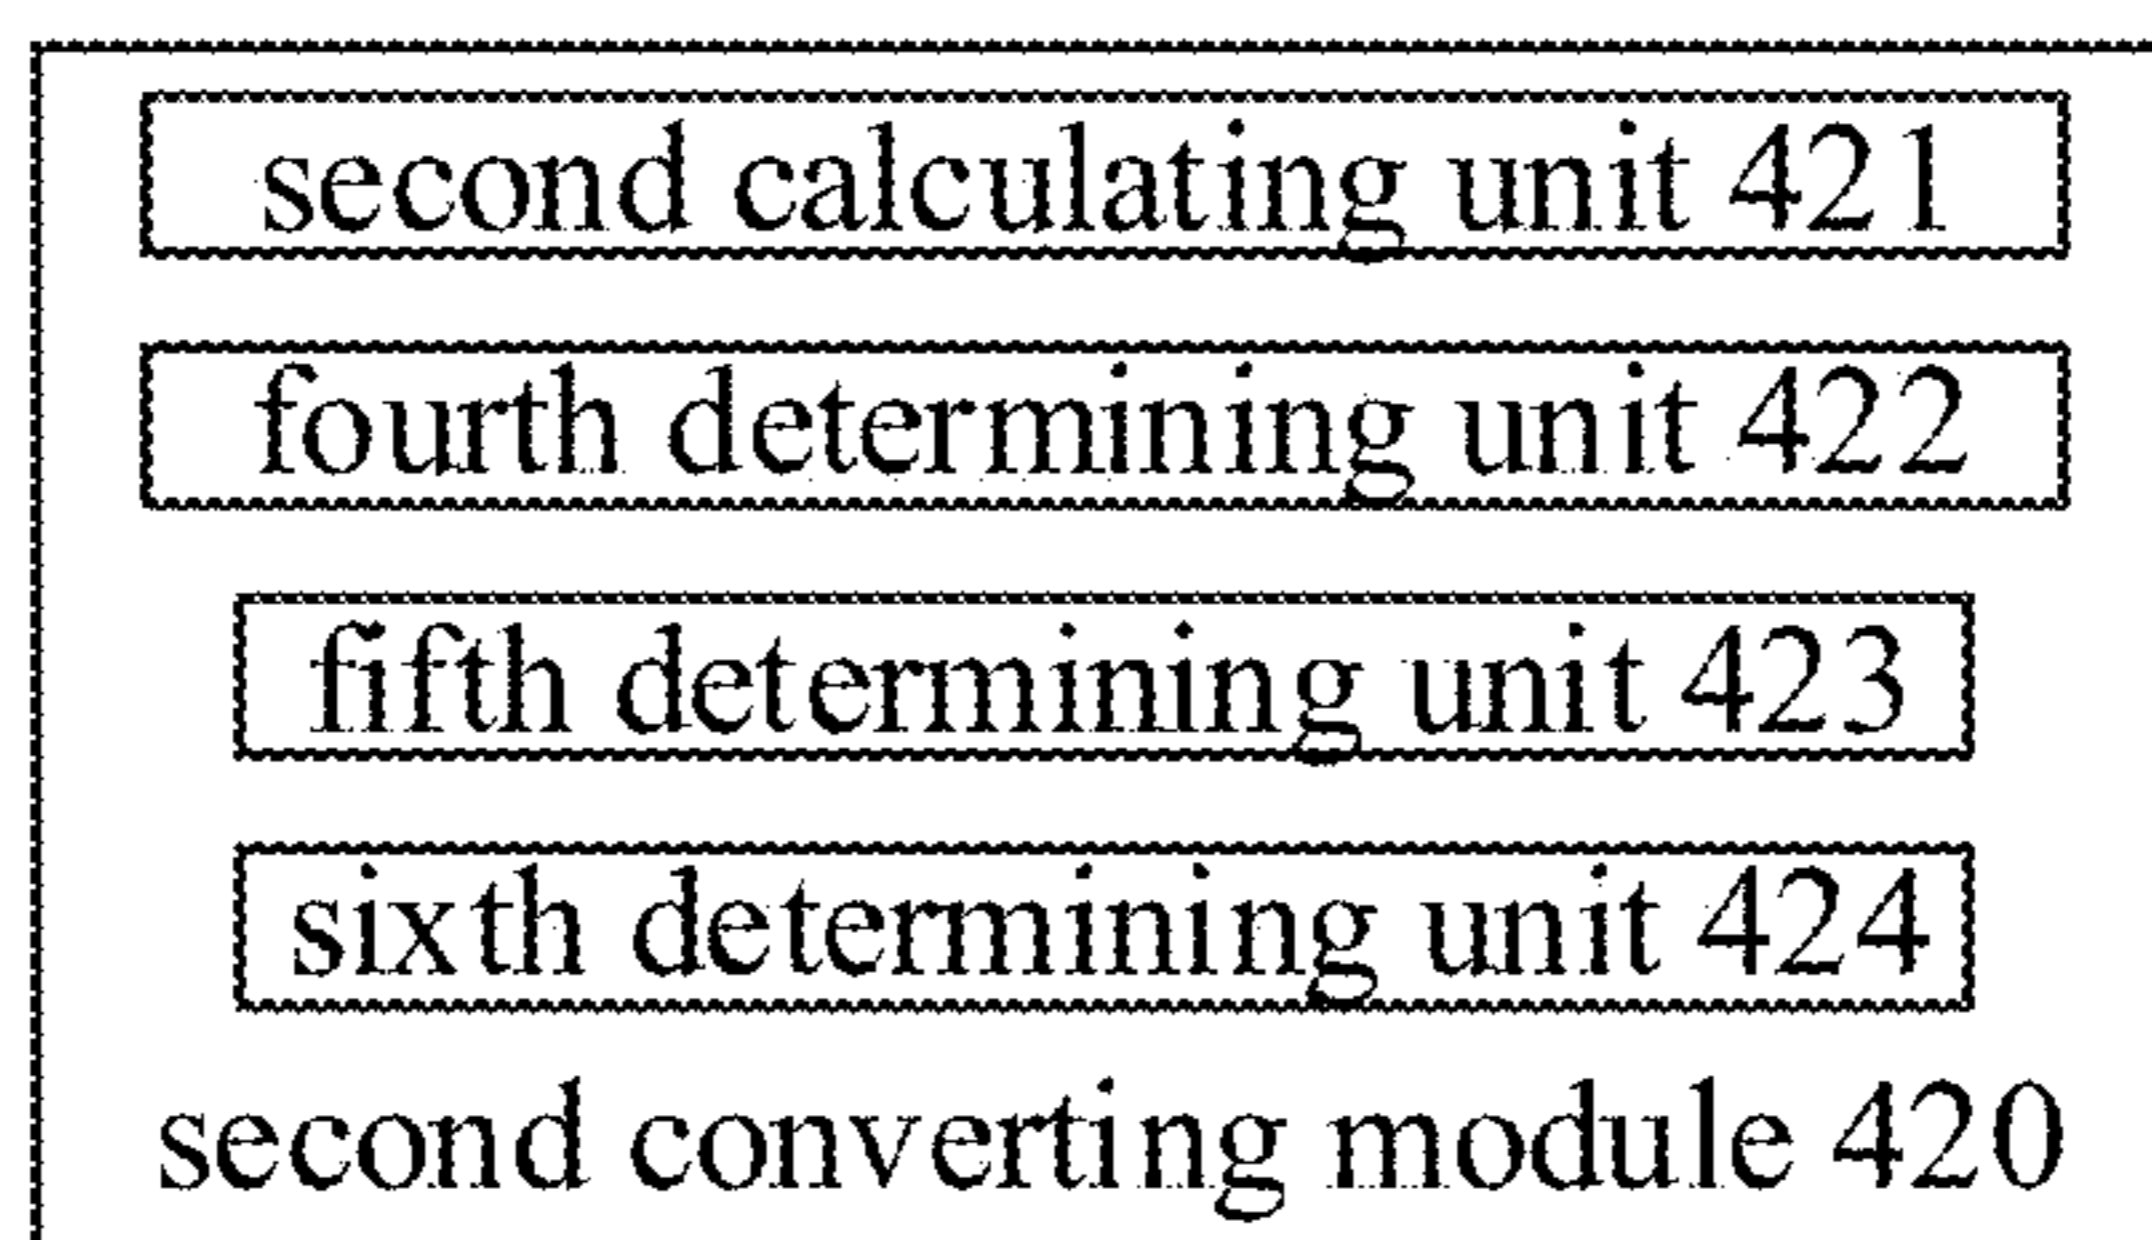 second calculating unit 421
fourth determining unit 422
fifth determining unit 423
sixth determining unit 424
second converting module 420